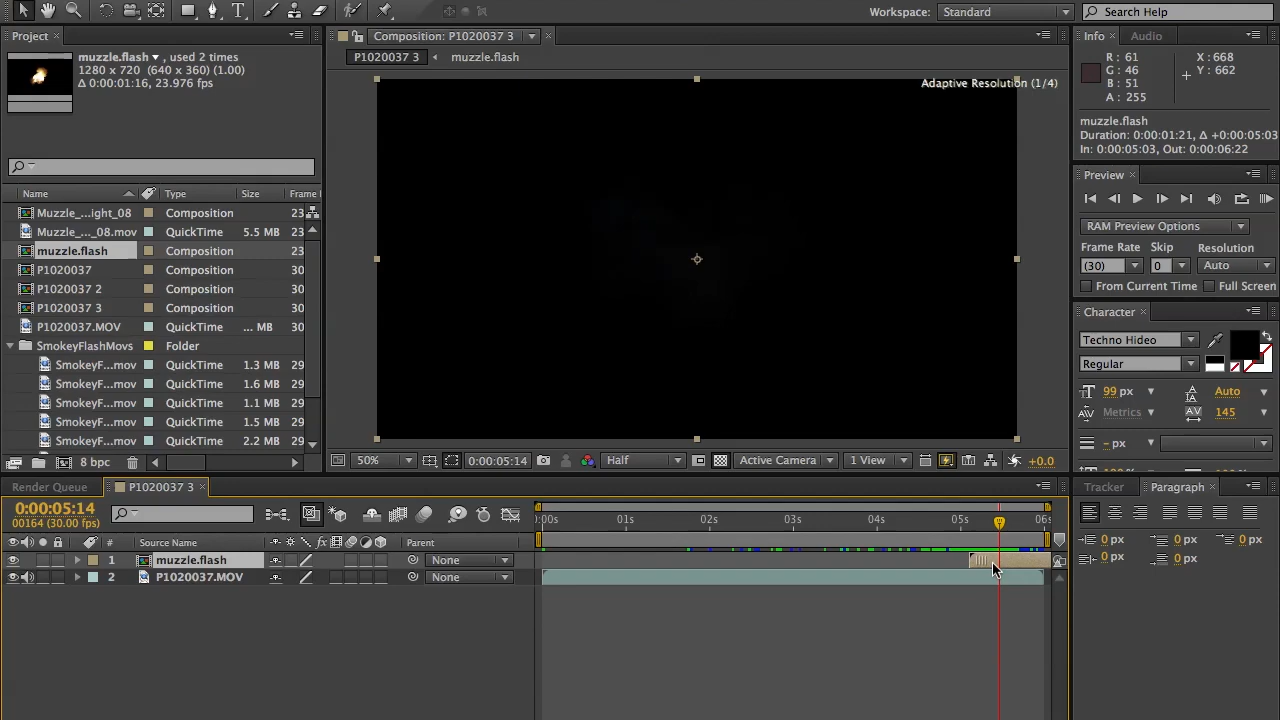 Workspace: Standard Search Help
Project
Composition: P1020037 3
Info Audio
muzzle.flash , used 2 times
1280 x 720 (640 x 360) (1.00)
Δ 0:00:01:16, 23.976 fps
P1020037 3 muzzle.flash
Adaptive Resolution (1/4)
R: 61
G: 46
B: 51
A: 255
X: 668
Y: 662
muzzle.flash
Duration: 0:00:01:21, Δ +0:00:05:03
In: 0:00:05:03, Out: 0:00:06:22
Preview
RAM Preview Options
Frame Rate Skip Resolution
(30) 0 Auto
From Current Time Full Screen
Character
Techno Hideo
Regular
99 px Auto
Metrics 145
- px
Name Type Size Frame
Muzzle_...ight_08 Composition 23
Muzzle_..._08.mov QuickTime 5.5 MB 23
muzzle.flash Composition 23
P1020037 Composition 30
P1020037 2 Composition 30
P1020037 3 Composition 30
P1020037.MOV QuickTime ... MB 30
SmokeyFlashMovs Folder
SmokeyF...mov QuickTime 1.3 MB 29
SmokeyF...mov QuickTime 1.6 MB 29
SmokeyF...mov QuickTime 1.1 MB 29
SmokeyF...mov QuickTime 1.5 MB 29
SmokeyF...mov QuickTime 2.2 MB 29
8 bpc
50% 0:00:05:14 Half Active Camera 1 View +0.0
Render Queue P1020037 3
Tracker Paragraph
0:00:05:14
00164 (30.00 fps)
:00s 01s 02s 03s 04s 05s 06s
# Source Name Parent
1 muzzle.flash None
2 P1020037.MOV None
0 px 0 px 0 px
0 px 0 px